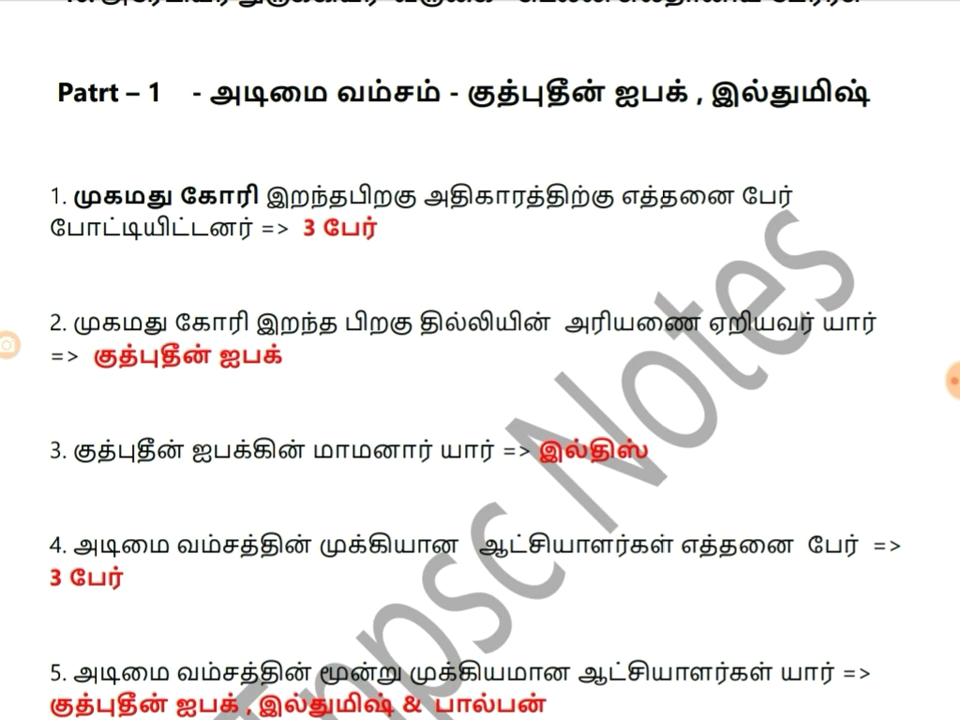 Patrt – 1 - அடிமை வம்சம் - குத்புதீன் ஐபக் , இல்துமிஷ்
1. முகமது கோரி இறந்தபிறகு அதிகாரத்திற்கு எத்தனை பேர்
போட்டியிட்டனர் => 3 பேர்
2. முகமது கோரி இறந்த பிறகு தில்லியின் அரியணை ஏறியவர் யார்
=> குத்புதீன் ஐபக்
3. குத்புதீன் ஐபக்கின் மாமனார் யார் => இல்திஸ்
4. அடிமை வம்சத்தின் முக்கியான ஆட்சியாளர்கள் எத்தனை பேர் =>
3 பேர்
5. அடிமை வம்சத்தின் மூன்று முக்கியமான ஆட்சியாளர்கள் யார் =>
குத்புதீன் ஐபக் , இல்துமிஷ் & பால்பன்
Tnpsc Notes